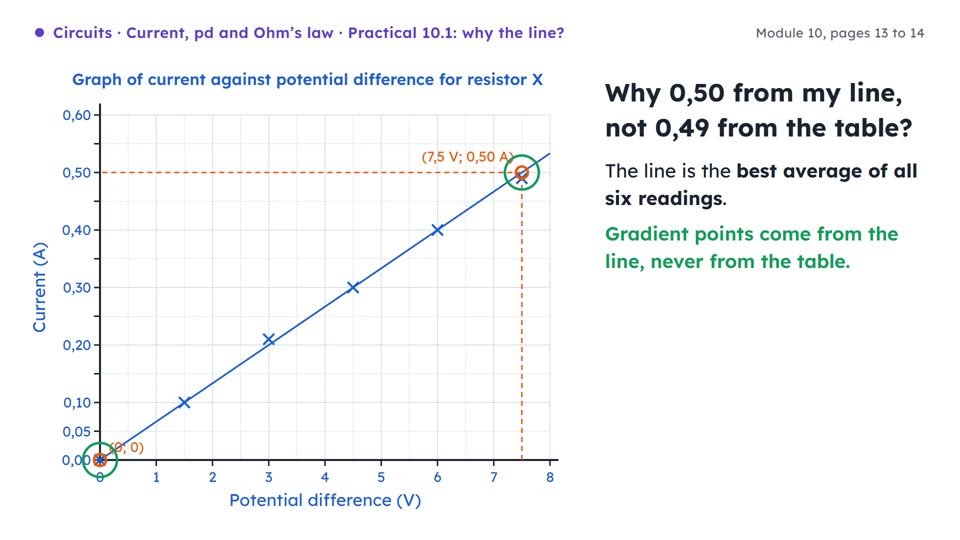 Circuits · Current, pd and Ohm's law · Practical 10.1: why the line?
Module 10, pages 13 to 14
Graph of current against potential difference for resistor X
Why 0,50 from my line,
not 0,49 from the table?
The line is the best average of all
six readings.
Gradient points come from the
line, never from the table.
0,60
(7,5 V; 0,50 A)
0,50
0,40
Current (A)
0,30
0,20
0,10
0,05
(0; 0)
0,00
0 1 2 3 4 5 6 7 8
Potential difference (V)